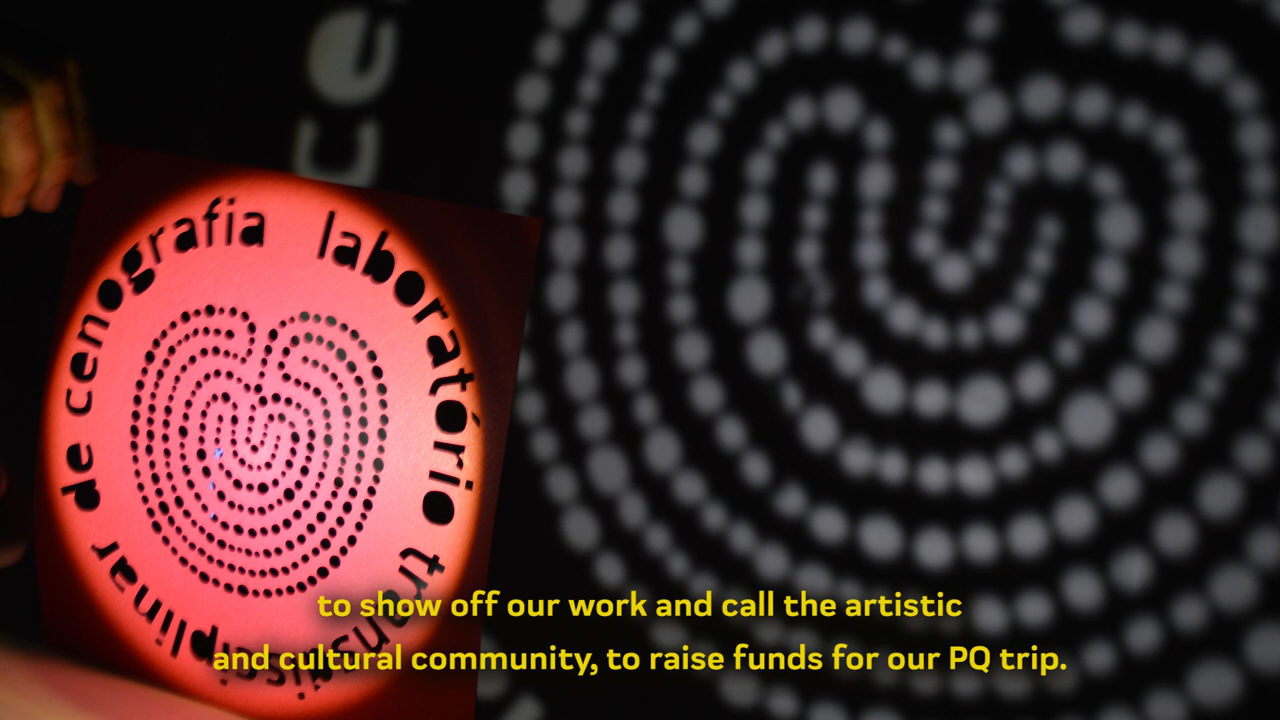 ce
laboratório transdisciplinar de cenografia
to show off our work and call the artistic
and cultural community, to raise funds for our PQ trip.